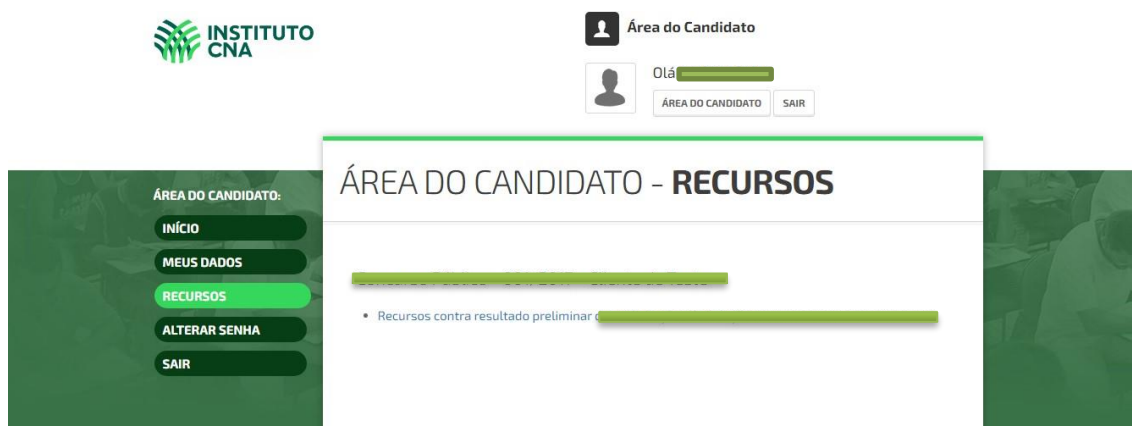 INSTITUTO
CNA
Área do Candidato
Olá
ÁREA DO CANDIDATO
SAIR
ÁREA DO CANDIDATO - RECURSOS
ÁREA DO CANDIDATO:
INÍCIO
MEUS DADOS
RECURSOS
ALTERAR SENHA
SAIR
Recursos contra resultado preliminar